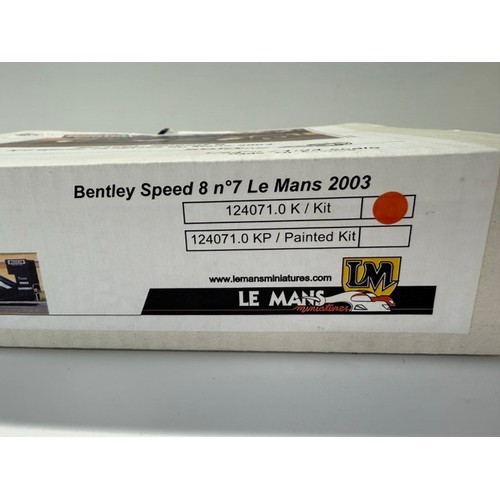 Bentley Speed 8 n°7 Le Mans 2003
124071.0 K / Kit
124071.0 KP / Painted Kit
www.lemansminiatures.com
LM
LE MANS
miniatures